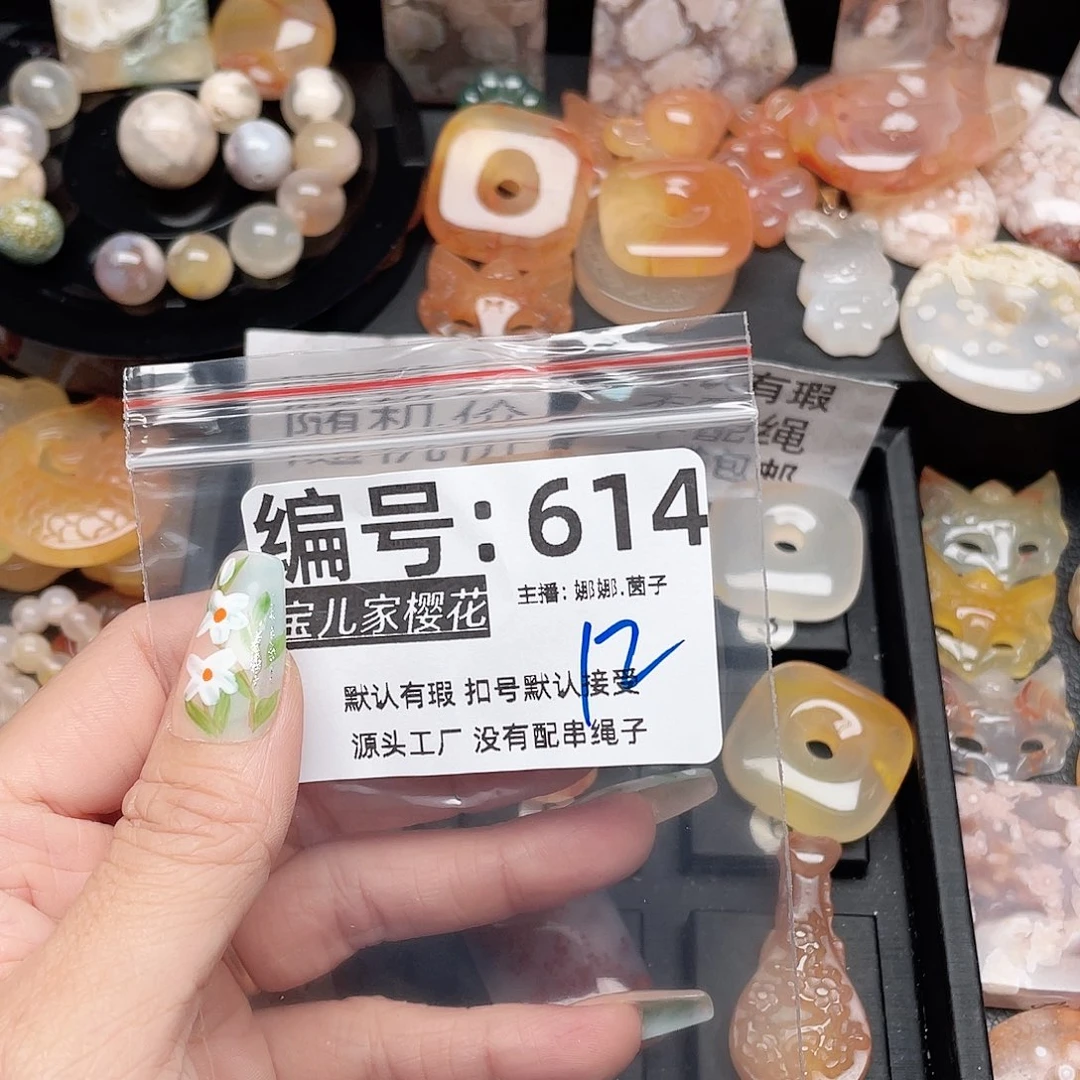 随机价
有瑕
配绳
包邮
编号:614
宝儿家樱花
主播:娜娜.茵子
12
默认有瑕 扣号默认接受
源头工厂 没有配串绳子